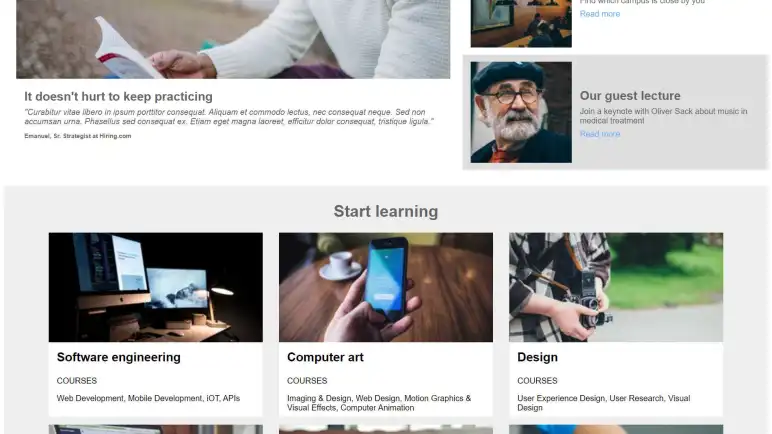 It doesn't hurt to keep practicing
"Curabitur vitae libero in ipsum porttitor consequat. Aliquam et commodo lectus, nec consequat neque. Sed non
accumsan urna. Phasellus sed consequat ex. Etiam eget magna laoreet, efficitur dolor consequat, tristique ligula."
Emanuel, Sr. Strategist at Hiring.com
Find which campus is close by you
Read more
Our guest lecture
Join a keynote with Oliver Sack about music in
medical treatment
Read more
Start learning
Software engineering
COURSES
Web Development, Mobile Development, iOT, APIs
Computer art
COURSES
Imaging & Design, Web Design, Motion Graphics &
Visual Effects, Computer Animation
Design
COURSES
User Experience Design, User Research, Visual
Design